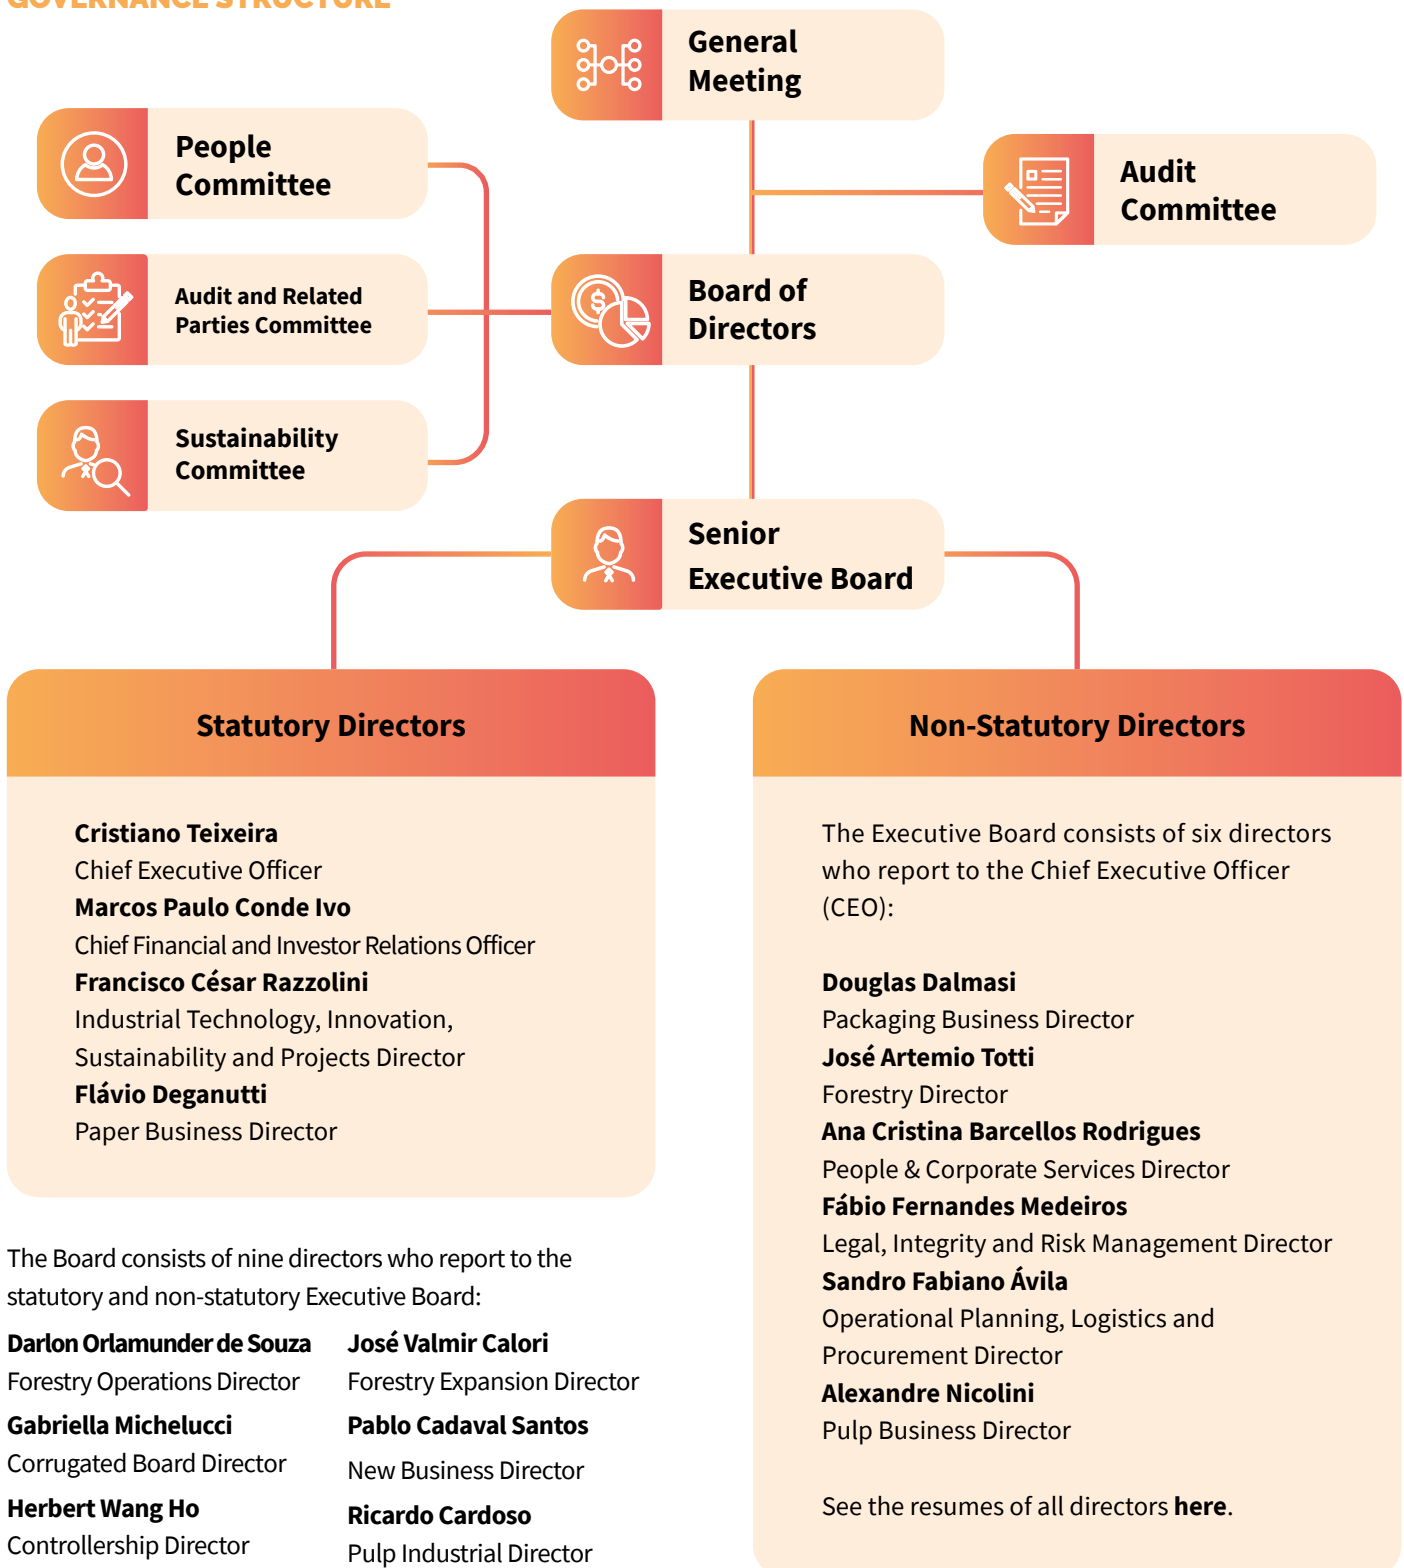 GOVERNANCE STRUCTURE
General
Meeting
People
Committee
Audit
Committee
Audit and Related
Parties Committee
Board of
Directors
Sustainability
Committee
Senior
Executive Board
Statutory Directors
Cristiano Teixeira
Chief Executive Officer
Marcos Paulo Conde Ivo
Chief Financial and Investor Relations Officer
Francisco César Razzolini
Industrial Technology, Innovation,
Sustainability and Projects Director
Flávio Deganutti
Paper Business Director
Non-Statutory Directors
The Executive Board consists of six directors
who report to the Chief Executive Officer
(CEO):
Douglas Dalmasi
Packaging Business Director
José Artemio Totti
Forestry Director
Ana Cristina Barcellos Rodrigues
People & Corporate Services Director
Fábio Fernandes Medeiros
Legal, Integrity and Risk Management Director
Sandro Fabiano Ávila
Operational Planning, Logistics and
Procurement Director
Alexandre Nicolini
Pulp Business Director
See the resumes of all directors here.
The Board consists of nine directors who report to the
statutory and non-statutory Executive Board:
Darlon Orlamunder de Souza
Forestry Operations Director
Gabriella Michelucci
Corrugated Board Director
Herbert Wang Ho
Controllership Director
José Valmir Calori
Forestry Expansion Director
Pablo Cadaval Santos
New Business Director
Ricardo Cardoso
Pulp Industrial Director